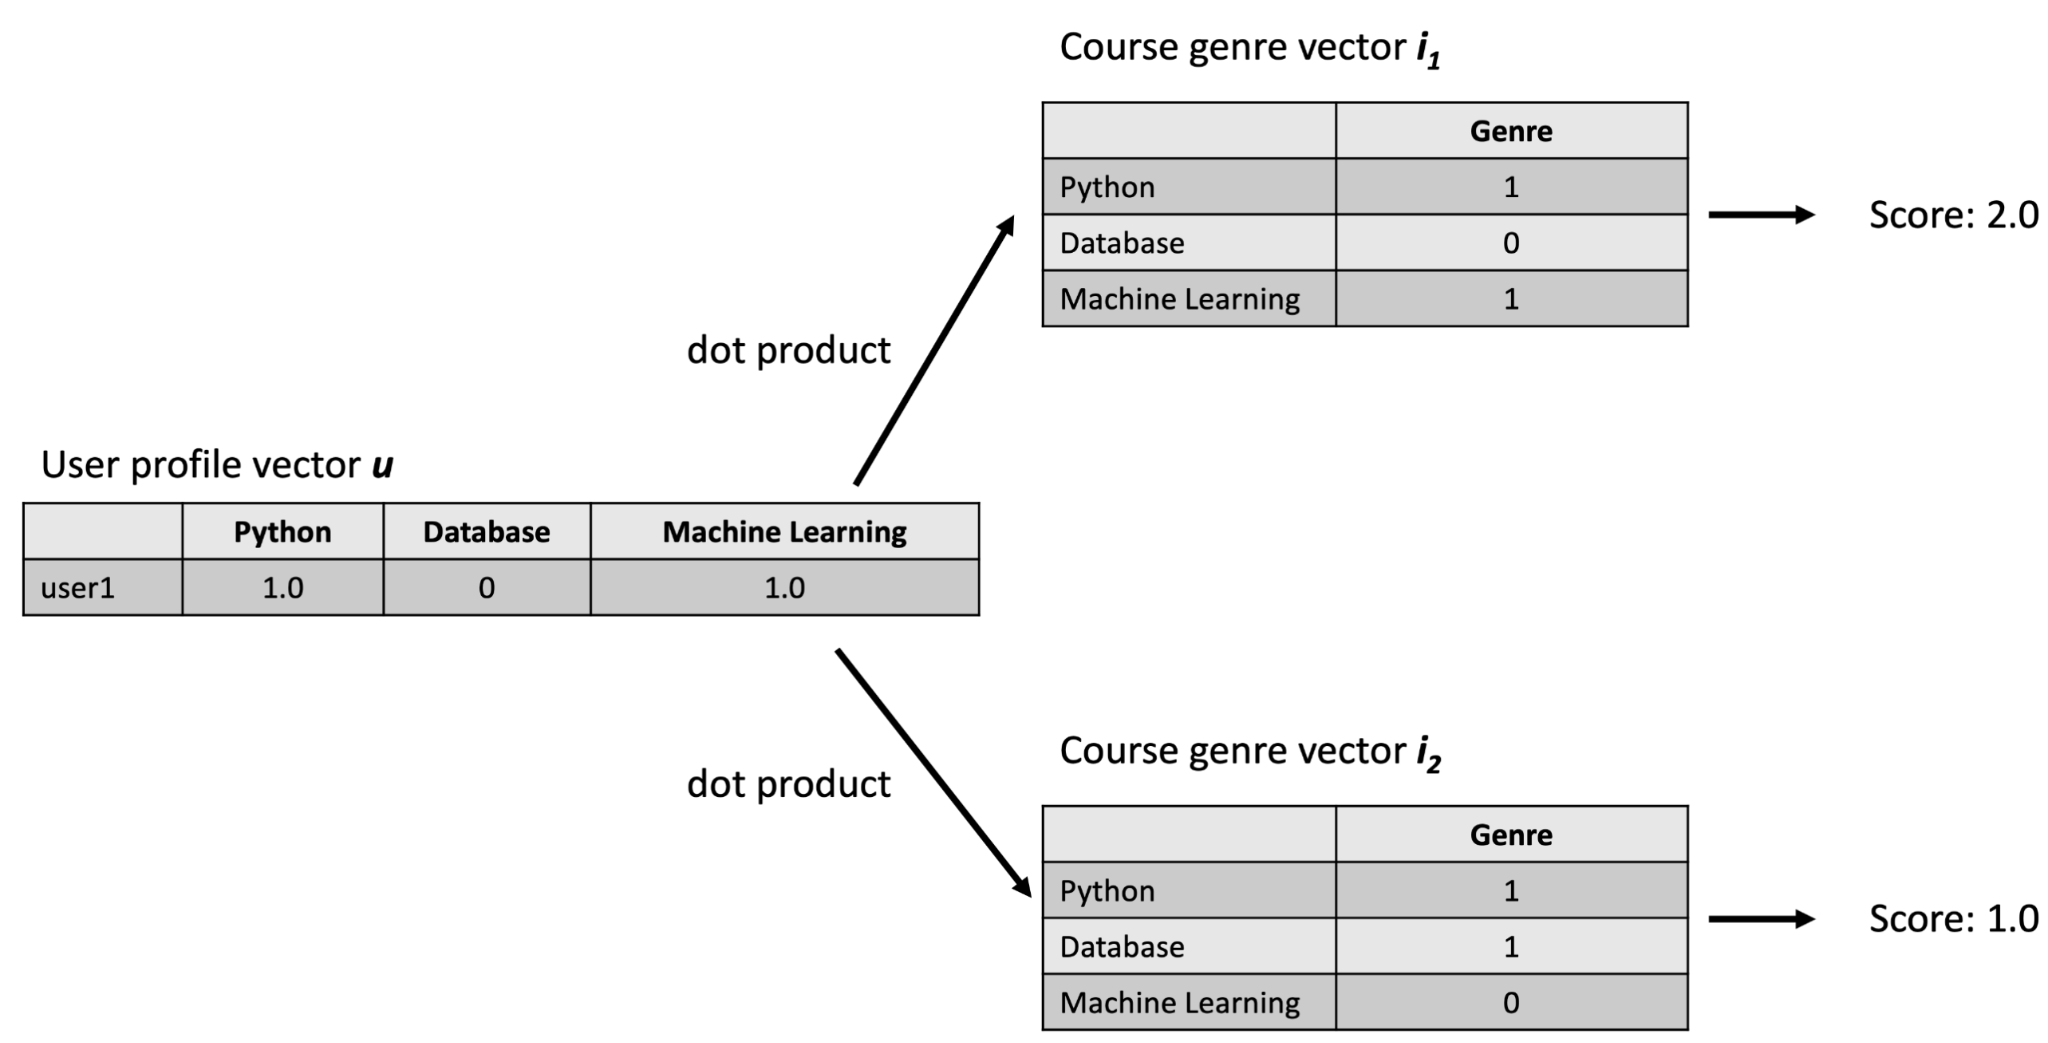 Course genre vector i1
Genre
Python 1
Database 0
Machine Learning 1
Score: 2.0
dot product
User profile vector u
Python Database Machine Learning
user1 1.0 0 1.0
dot product
Course genre vector i2
Genre
Python 1
Database 1
Machine Learning 0
Score: 1.0